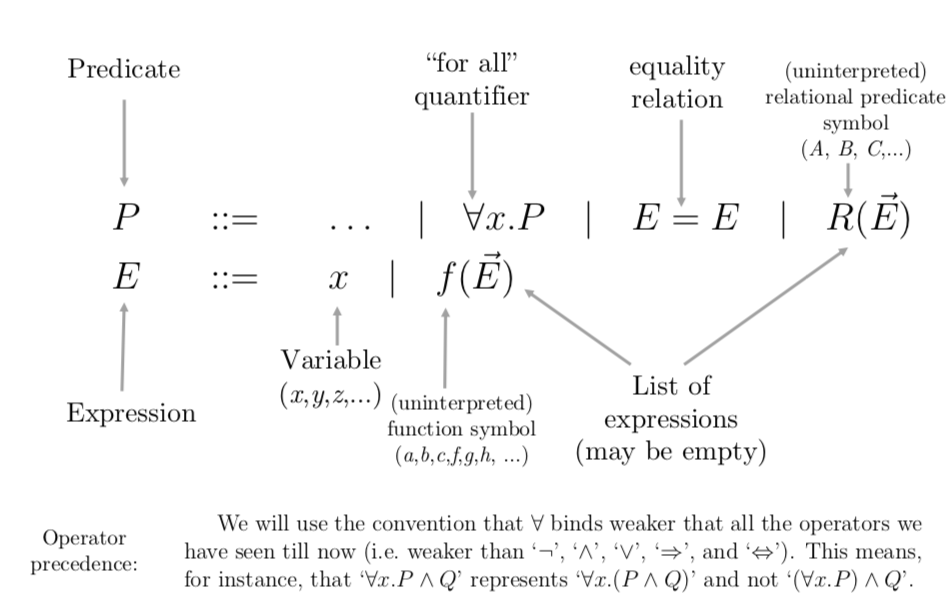 Predicate
“for all”
quantifier
equality
relation
(uninterpreted)
relational predicate
symbol
(A, B, C,...)
P ::= ... | ∀x.P | E = E | R(E⃗)
E ::= x | f(E⃗)
Expression
Variable
(x,y,z,...)
(uninterpreted)
function symbol
(a,b,c,f,g,h, ...)
List of
expressions
(may be empty)
Operator
precedence:
We will use the convention that ∀ binds weaker that all the operators we
have seen till now (i.e. weaker than ‘¬’, ‘∧’, ‘∨’, ‘⇒’, and ‘⇔’). This means,
for instance, that ‘∀x.P ∧ Q’ represents ‘∀x.(P ∧ Q)’ and not ‘(∀x.P) ∧ Q’.